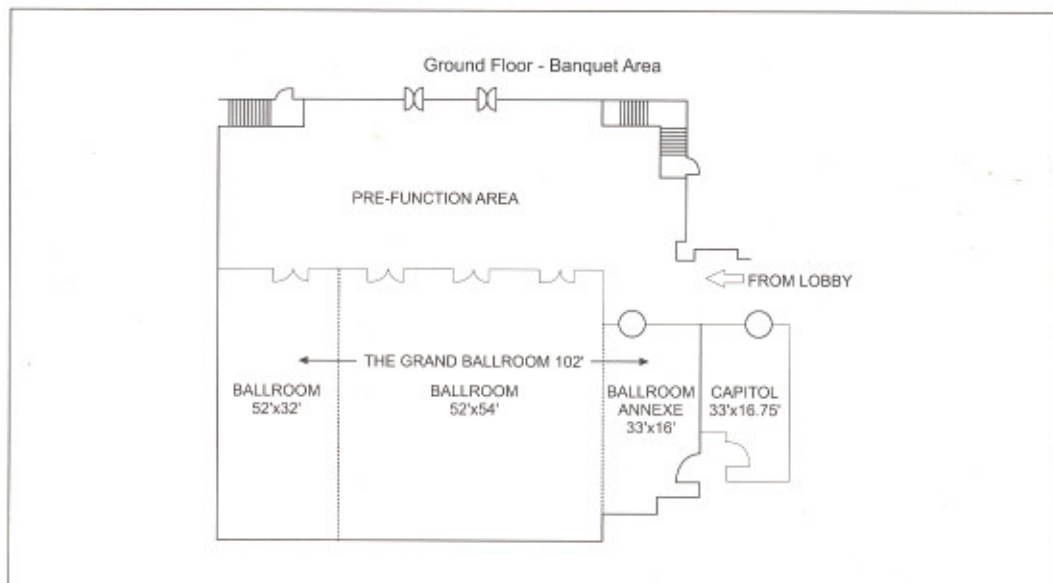 Ground Floor - Banquet Area
PRE-FUNCTION AREA
FROM LOBBY
THE GRAND BALLROOM 102'
BALLROOM
52'x32'
BALLROOM
52'x54'
BALLROOM
ANNEXE
33'x16'
CAPITOL
33'x16.75'